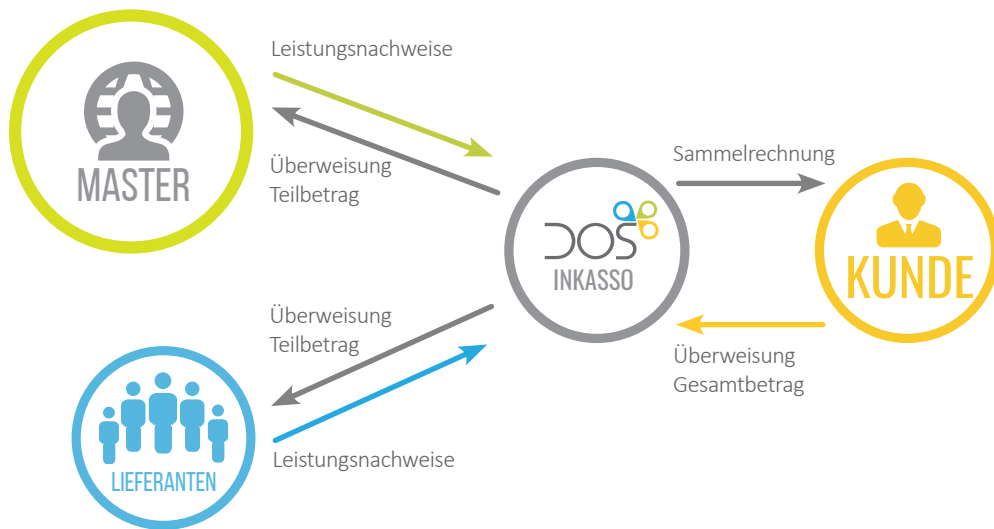 Leistungsnachweise
MASTER
Überweisung
Teilbetrag
Sammelrechnung
DOS
INKASSO
KUNDE
Überweisung
Teilbetrag
Überweisung
Gesamtbetrag
LIEFERANTEN
Leistungsnachweise